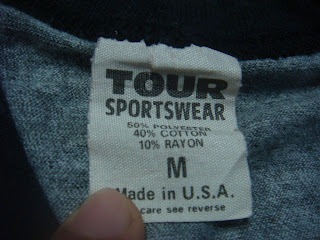 TOUR
SPORTSWEAR
50% POLYESTER
40% COTTON
10% RAYON
M
Made in U.S.A.
care see reverse